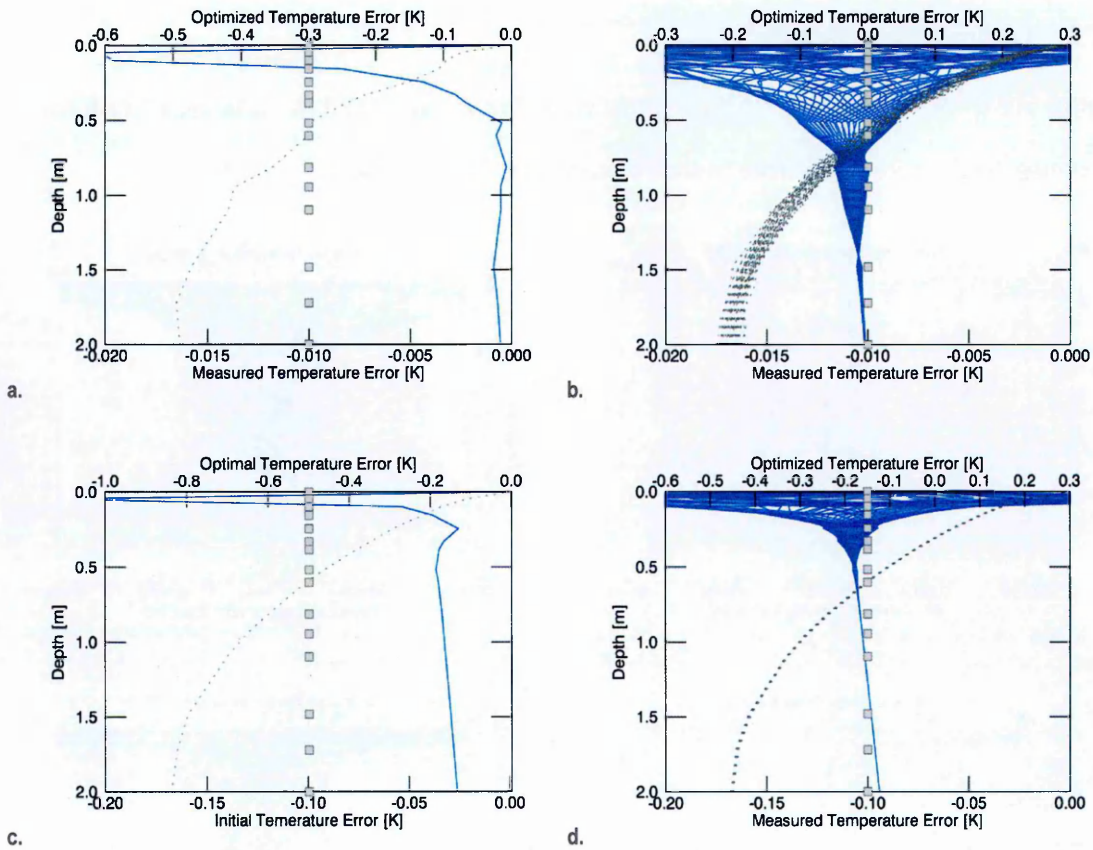 Optimized Temperature Error [K]
-0.6 -0.5 -0.4 -0.3 -0.2 -0.1 -0.0
0.0
0.5
1.0
1.5
2.0
Depth [m]
-0.020 -0.015 -0.010 -0.005 0.000
Measured Temperature Error [K]
a.
Optimized Temperature Error [K]
-0.3 -0.2 -0.1 0.0 0.1 0.2 0.3
0.0
0.5
1.0
1.5
2.0
Depth [m]
-0.020 -0.015 -0.010 -0.005 0.000
Measured Temperature Error [K]
b.
Optimal Temperature Error [K]
-1.0 -0.8 -0.6 -0.4 -0.2 0.0
0.0
0.5
1.0
1.5
2.0
Depth [m]
-0.20 -0.15 -0.10 -0.05 0.00
Initial Temerature Error [K]
c.
Optimized Temperature Error [K]
-0.6 -0.5 -0.4 -0.3 -0.2 -0.1 0.0 0.1 0.2 0.3
0.0
0.5
1.0
1.5
2.0
Depth [m]
-0.20 -0.15 -0.10 -0.05 0.00
Measured Temperature Error [K]
d.